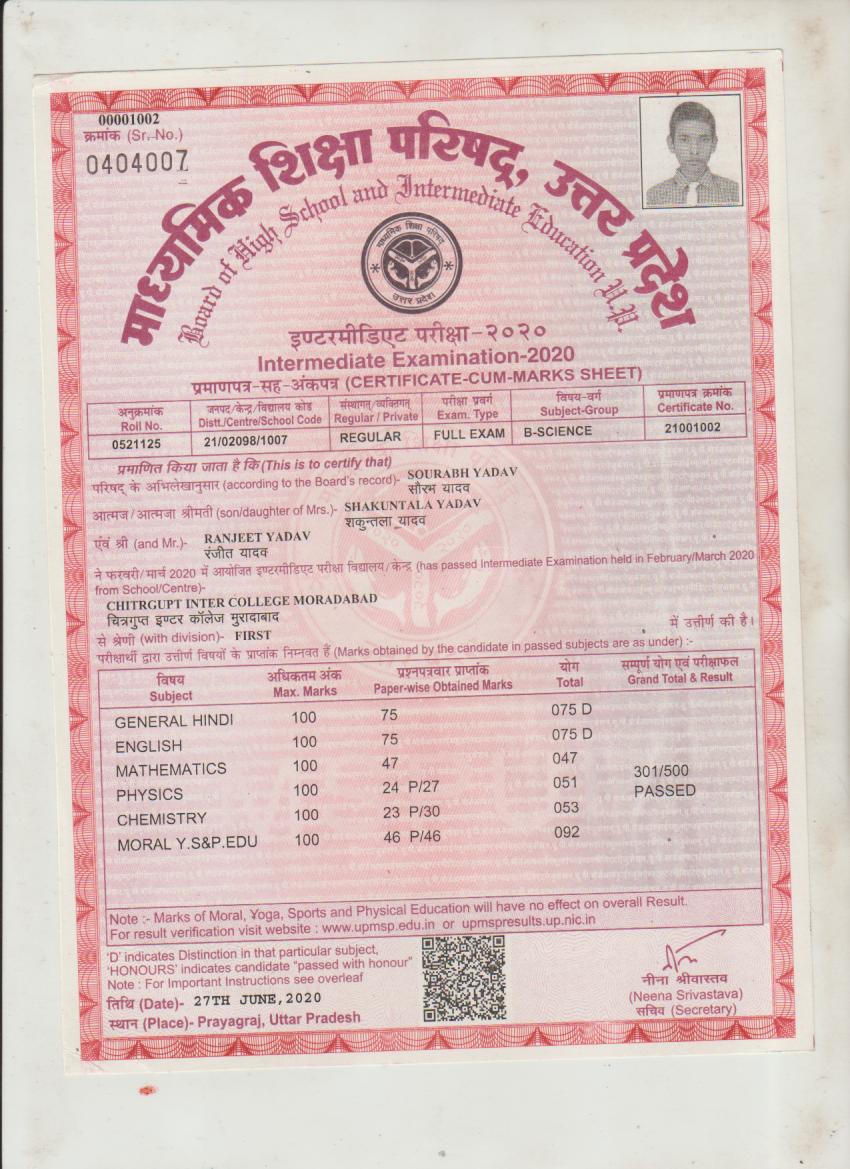 00001002
क्रमांक (Sr. No.)
0404007
माध्यमिक शिक्षा परिषद्, उत्तर प्रदेश
Board of High School and Intermediate Education U.P.
माध्यमिक शिक्षा परिषद
उत्तर प्रदेश
इण्टरमीडिएट परीक्षा-२०२०
Intermediate Examination-2020
प्रमाणपत्र-सह-अंकपत्र (CERTIFICATE-CUM-MARKS SHEET)
अनुक्रमांक जनपद/केन्द्र/विद्यालय कोड संस्थागत/व्यक्तिगत परीक्षा प्रवर्ग विषय-वर्ग प्रमाणपत्र क्रमांक
Roll No. Distt./Centre/School Code Regular / Private Exam. Type Subject-Group Certificate No.
0521125 21/02098/1007 REGULAR FULL EXAM B-SCIENCE 21001002
प्रमाणित किया जाता है कि (This is to certify that)
परिषद के अभिलेखानुसार (according to the Board's record)- SOURABH YADAV
सौरभ यादव
आत्मज/आत्मजा श्रीमती (son/daughter of Mrs.)- SHAKUNTALA YADAV
शकुन्तला यादव
एंवं श्री (and Mr.)- RANJEET YADAV
रंजीत यादव
ने फरवरी/मार्च 2020 में आयोजित इण्टरमीडिएट परीक्षा विद्यालय/केन्द्र (has passed Intermediate Examination held in February/March 2020
from School/Centre)-
CHITRGUPT INTER COLLEGE MORADABAD
चित्रगुप्त इण्टर कॉलेज मुरादाबाद
में उत्तीर्ण की है।
से श्रेणी (with division)- FIRST
परीक्षार्थी द्वारा उत्तीर्ण विषयों के प्राप्तांक निम्नवत हैं (Marks obtained by the candidate in passed subjects are as under) :-
विषय अधिकतम अंक प्रश्नपत्रवार प्राप्तांक योग सम्पूर्ण योग एवं परीक्षाफल
Subject Max. Marks Paper-wise Obtained Marks Total Grand Total & Result
GENERAL HINDI 100 75 075 D
ENGLISH 100 75 075 D
MATHEMATICS 100 47 047
PHYSICS 100 24 P/27 051 301/500
CHEMISTRY 100 23 P/30 053 PASSED
MORAL Y.S&P.EDU 100 46 P/46 092
Note :- Marks of Moral, Yoga, Sports and Physical Education will have no effect on overall Result.
For result verification visit website : www.upmsp.edu.in or upmspresults.up.nic.in
'D' indicates Distinction in that particular subject,
'HONOURS' indicates candidate "passed with honour"
Note : For Important Instructions see overleaf
तिथि (Date)- 27TH JUNE,2020
स्थान (Place)- Prayagraj, Uttar Pradesh
नीना श्रीवास्तव
(Neena Srivastava)
सचिव (Secretary)